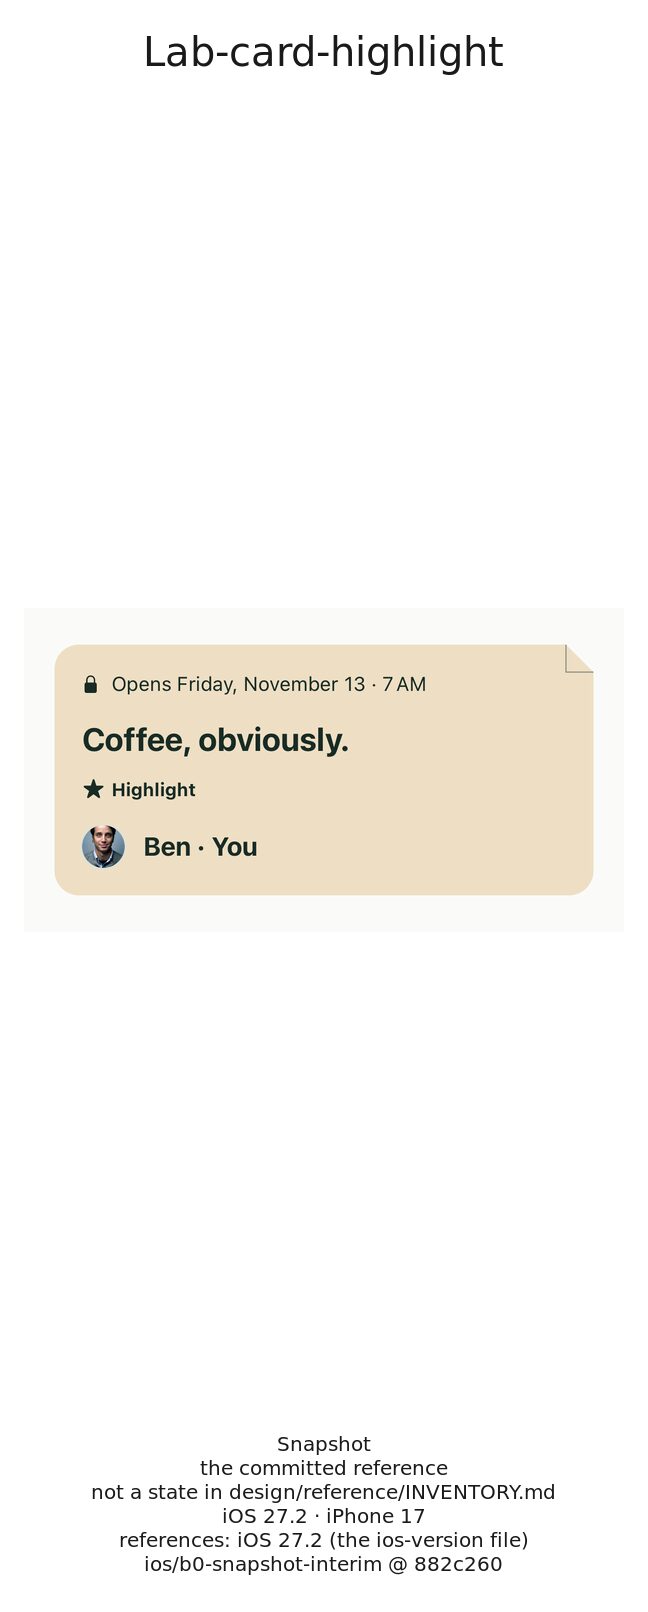 Lab-card-highlight
Opens Friday, November 13 · 7 AM
Coffee, obviously.
Highlight
Ben · You
Snapshot
the committed reference
not a state in design/reference/INVENTORY.md
iOS 27.2 · iPhone 17
references: iOS 27.2 (the ios-version file)
ios/b0-snapshot-interim @ 882c260